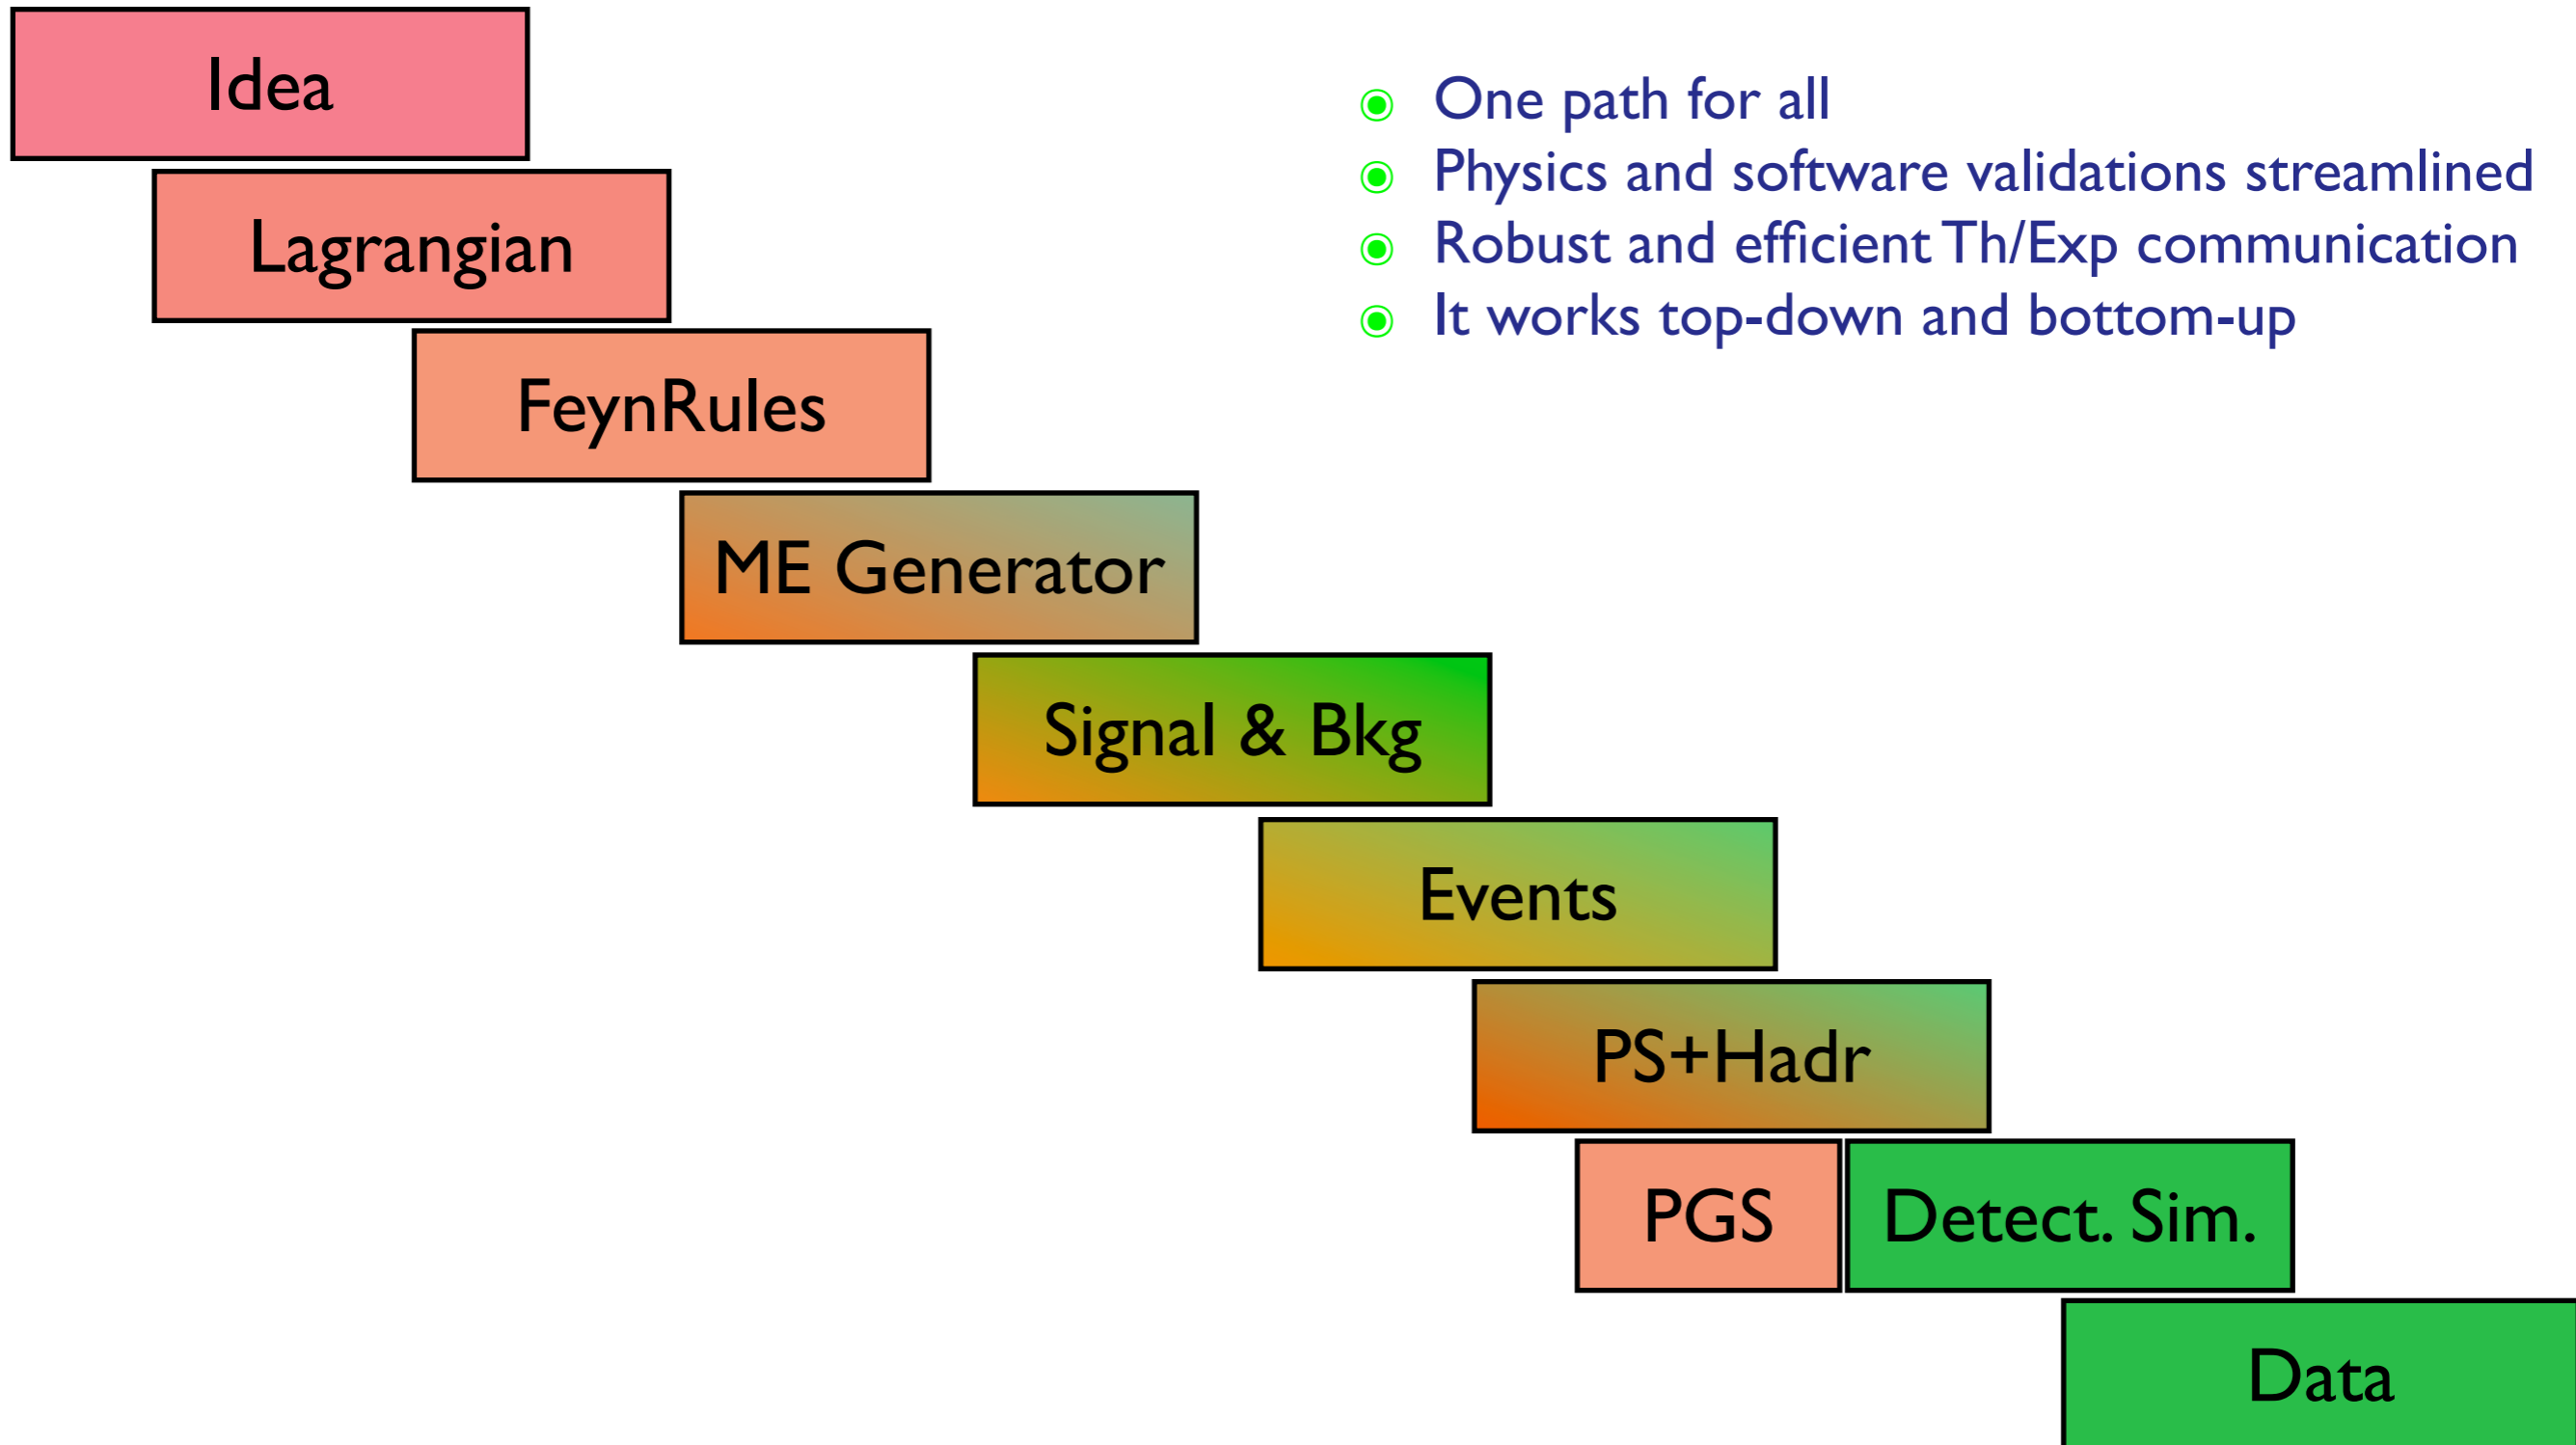 Idea
One path for all
Physics and software validations streamlined
Lagrangian
Robust and efficient Th/Exp communication
It works top-down and bottom-up
FeynRules
ME Generator
Signal & Bkg
Events
PS+Hadr
PGS
Detect. Sim.
Data